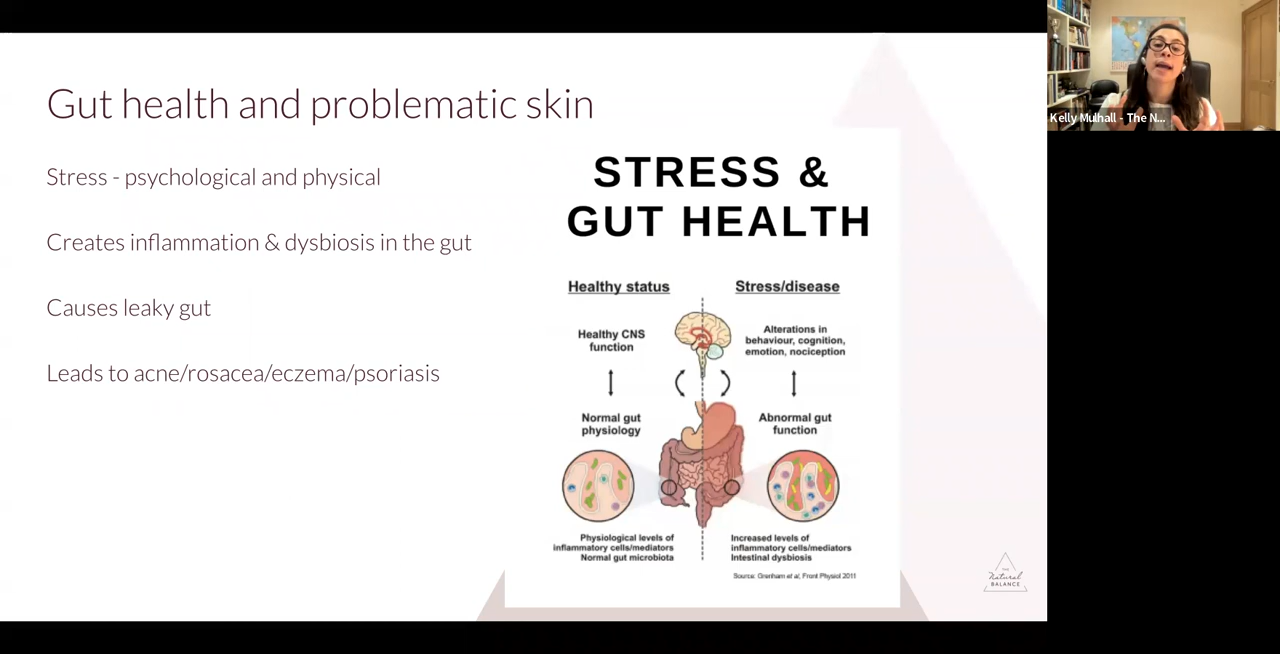 Gut health and problematic skin
Stress - psychological and physical
Creates inflammation & dysbiosis in the gut
Causes leaky gut
Leads to acne/rosacea/eczema/psoriasis
STRESS &
GUT HEALTH
Healthy status
Stress/disease
Healthy CNS
function
Alterations in
behaviour, cognition,
emotion, nociception
Normal gut
physiology
Abnormal gut
function
Physiological levels of
inflammatory cells/mediators
Normal gut microbiota
Increased levels of
inflammatory cells/mediators
Intestinal dysbiosis
Source: Grenham et al, Front Physiol 2011
THE
Natural
BALANCE
Kelly Mulhall - The N...